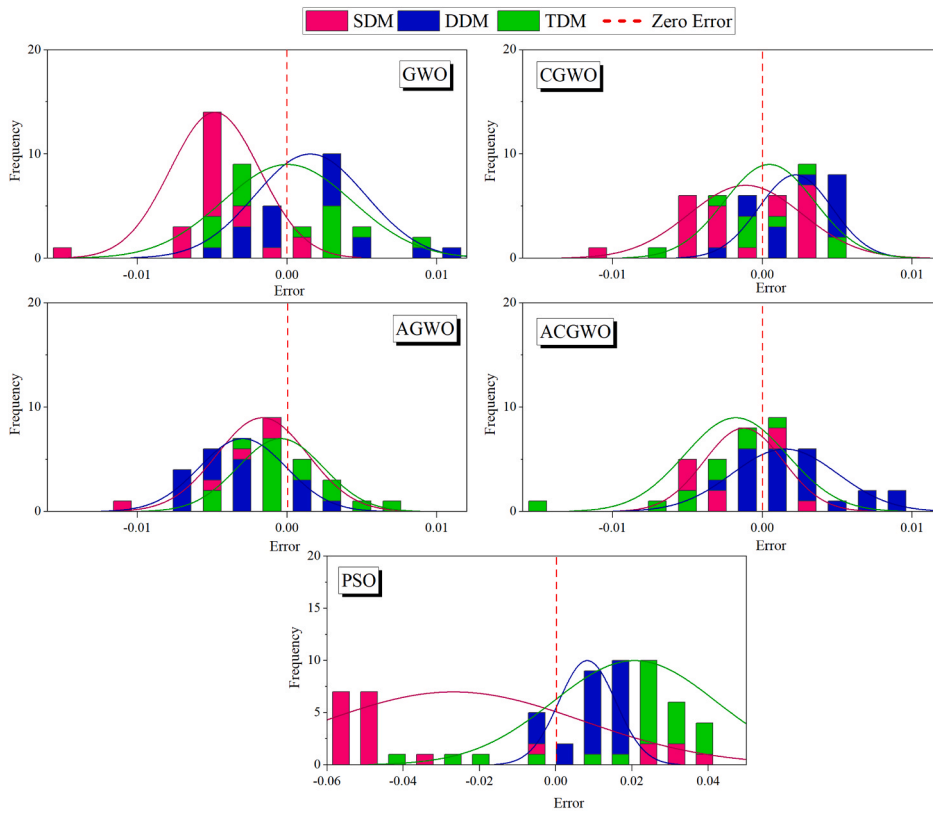 SDM DDM TDM Zero Error
GWO
20
10
0
Frequency
-0.01 0.00 0.01
Error
CGWO
20
10
0
Frequency
-0.01 0.00 0.01
Error
AGWO
20
10
0
Frequency
-0.01 0.00 0.01
Error
ACGWO
20
10
0
Frequency
-0.01 0.00 0.01
Error
PSO
20
15
10
5
0
Frequency
-0.06 -0.04 -0.02 0.00 0.02 0.04
Error